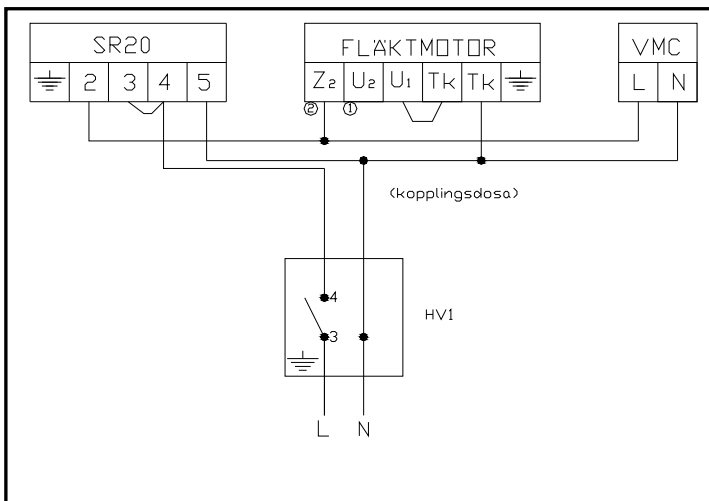 SR20 FLÄKTMOTOR VMC
2 3 4 5 Z2 U2 U1 TK TK L N
② ①
(kopplingsdosa)
4
HV1
3
L N